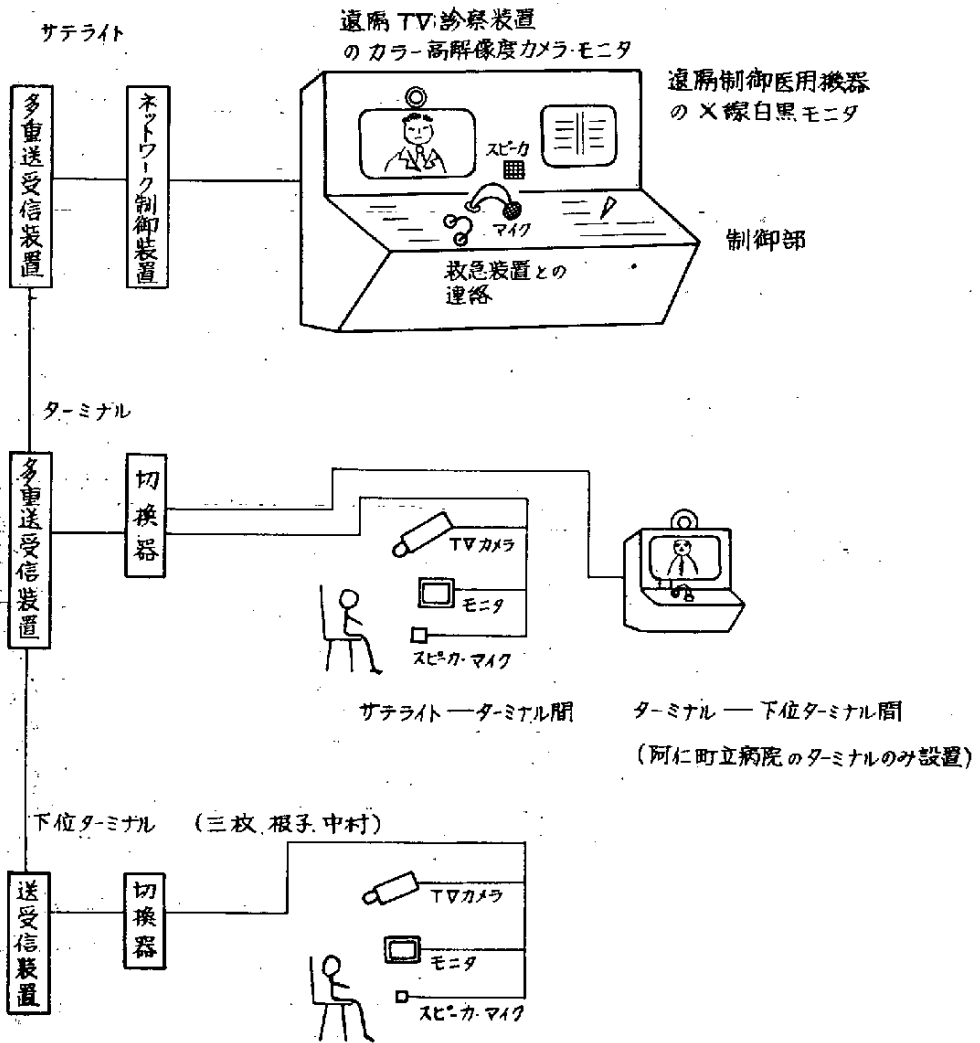 サテライト
遠隔TV診察装置
のカラー高解像度カメラ・モニタ
遠隔制御医用機器
のX線白黒モニタ
多重送受信装置
ネットワーク制御装置
スピーカ
マイク
制御部
救急装置との
連絡
ターミナル
多重送受信装置
切換器
TVカメラ
モニタ
スピーカ・マイク
サテライト―ターミナル間
ターミナル―下位ターミナル間
(阿仁町立病院のターミナルのみ設置)
下位ターミナル (三枚、根子、中村)
送受信装置
切換器
TVカメラ
モニタ
スピーカ・マイク